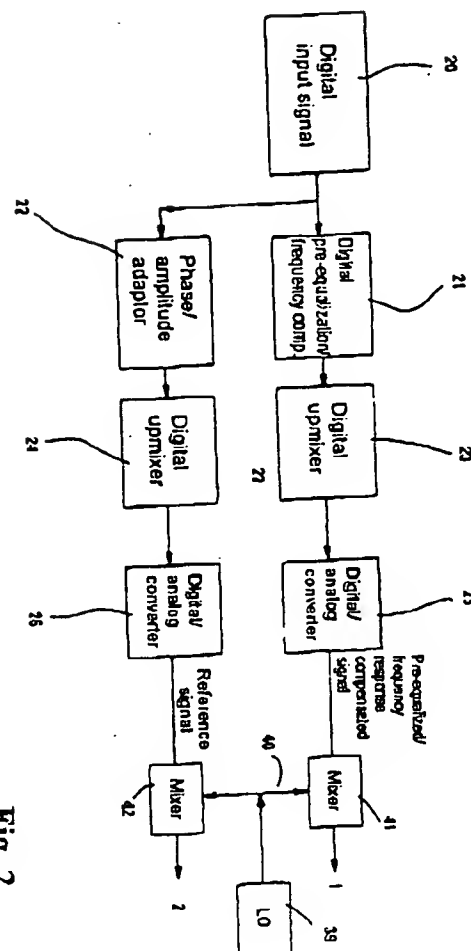 20
Digital
input signal
21
Digital
pre-equalization/
frequency comp.
23
Digital
upmixer
27
25
Digital/
analog
converter
Pre-equalized/
frequency
response
compensated
signal
Mixer
41
1
22
Phase/
amplitude
adaptor
24
Digital
upmixer
26
Digital/
analog
converter
Reference
signal
Mixer
42
2
40
LO
39
Fig. 2